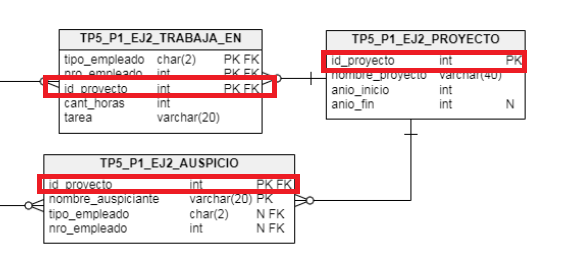 TP5_P1_EJ2_TRABAJA_EN
tipo_empleado char(2) PK FK
nro_empleado int PK FK
id_proyecto int PK FK
cant_horas int
tarea varchar(20)
TP5_P1_EJ2_PROYECTO
id_proyecto int PK
nombre_proyecto varchar(40)
anio_inicio int
anio_fin int N
TP5_P1_EJ2_AUSPICIO
id_proyecto int PK FK
nombre_auspiciante varchar(20) PK
tipo_empleado char(2) N FK
nro_empleado int N FK